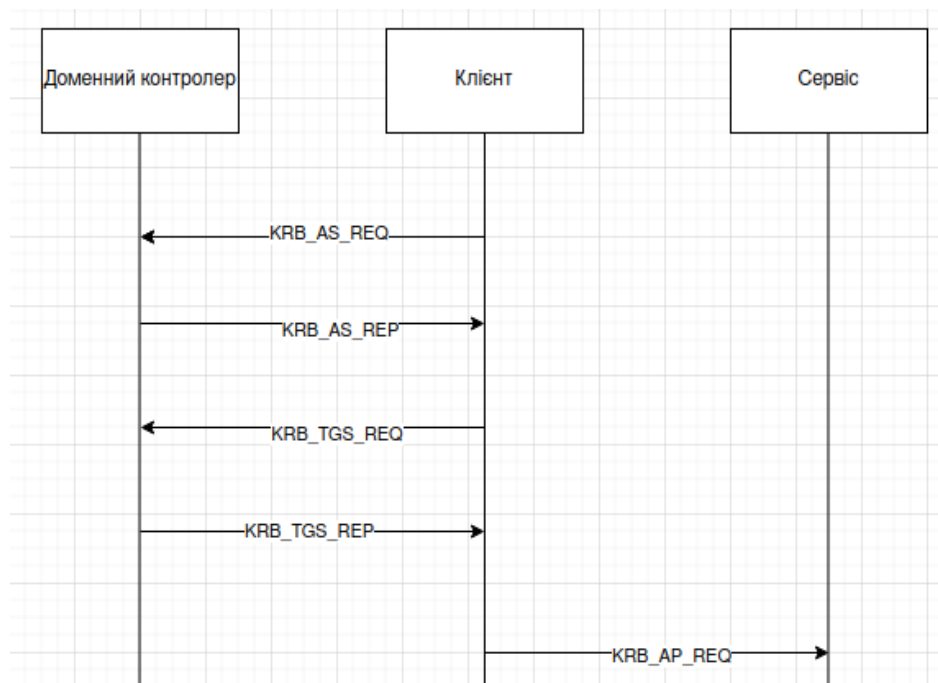 Доменний контролер
Клієнт
Сервіс
KRB_AS_REQ
KRB_AS_REP
KRB_TGS_REQ
KRB_TGS_REP
KRB_AP_REQ